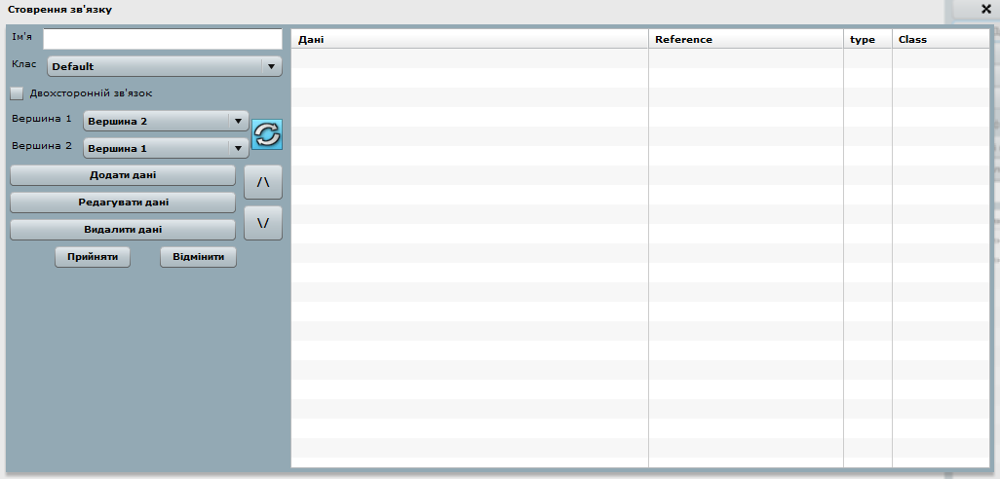 Стоврення зв'язку
Ім'я
Клас Default
Двохсторонній зв'язок
Вершина 1 Вершина 2
Вершина 2 Вершина 1
Додати дані /\
Редагувати дані
Видалити дані \/
Прийняти Відмінити
Дані Reference type Class